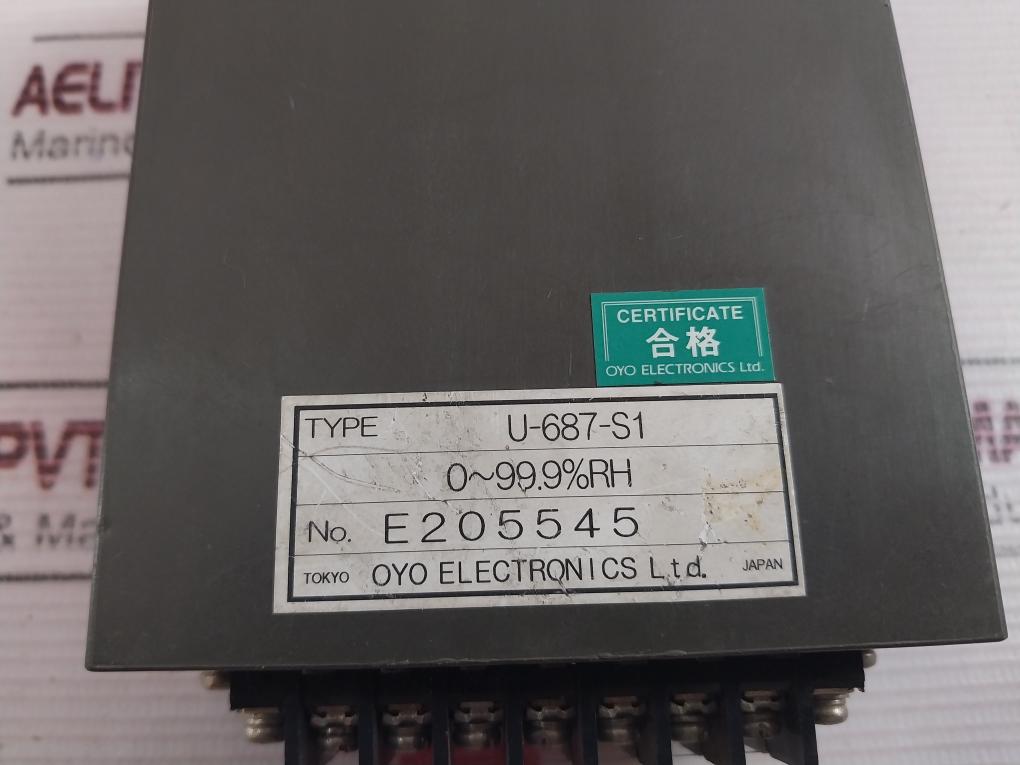 CERTIFICATE
合格
OYO ELECTRONICS Ltd.
TYPE U-687-S1
0~99.9%RH
No. E205545
TOKYO OYO ELECTRONICS Ltd. JAPAN